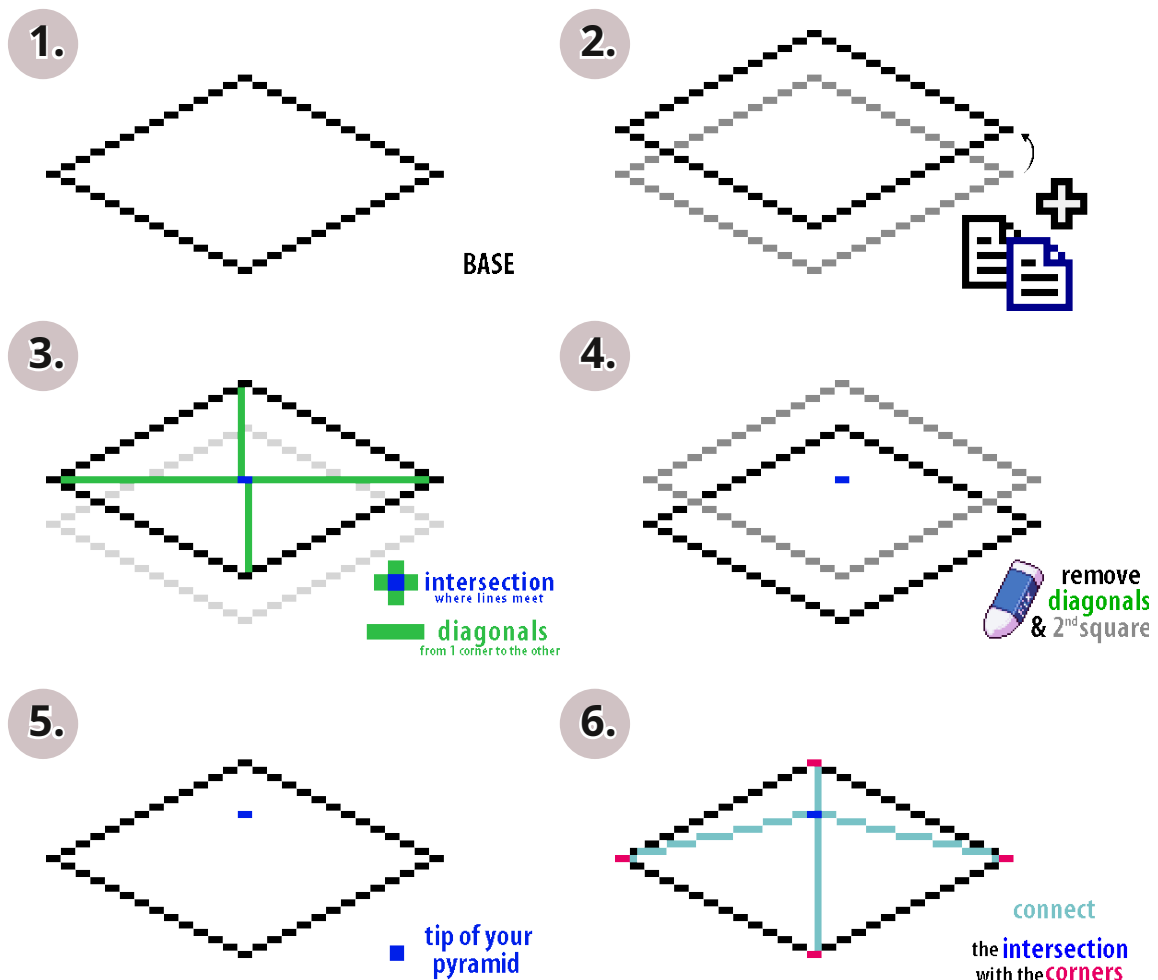 1.
2.
BASE
3.
4.
intersection
where lines meet
diagonals
from 1 corner to the other
remove
diagonals
& 2nd square
5.
6.
tip of your
pyramid
connect
the intersection
with the corners